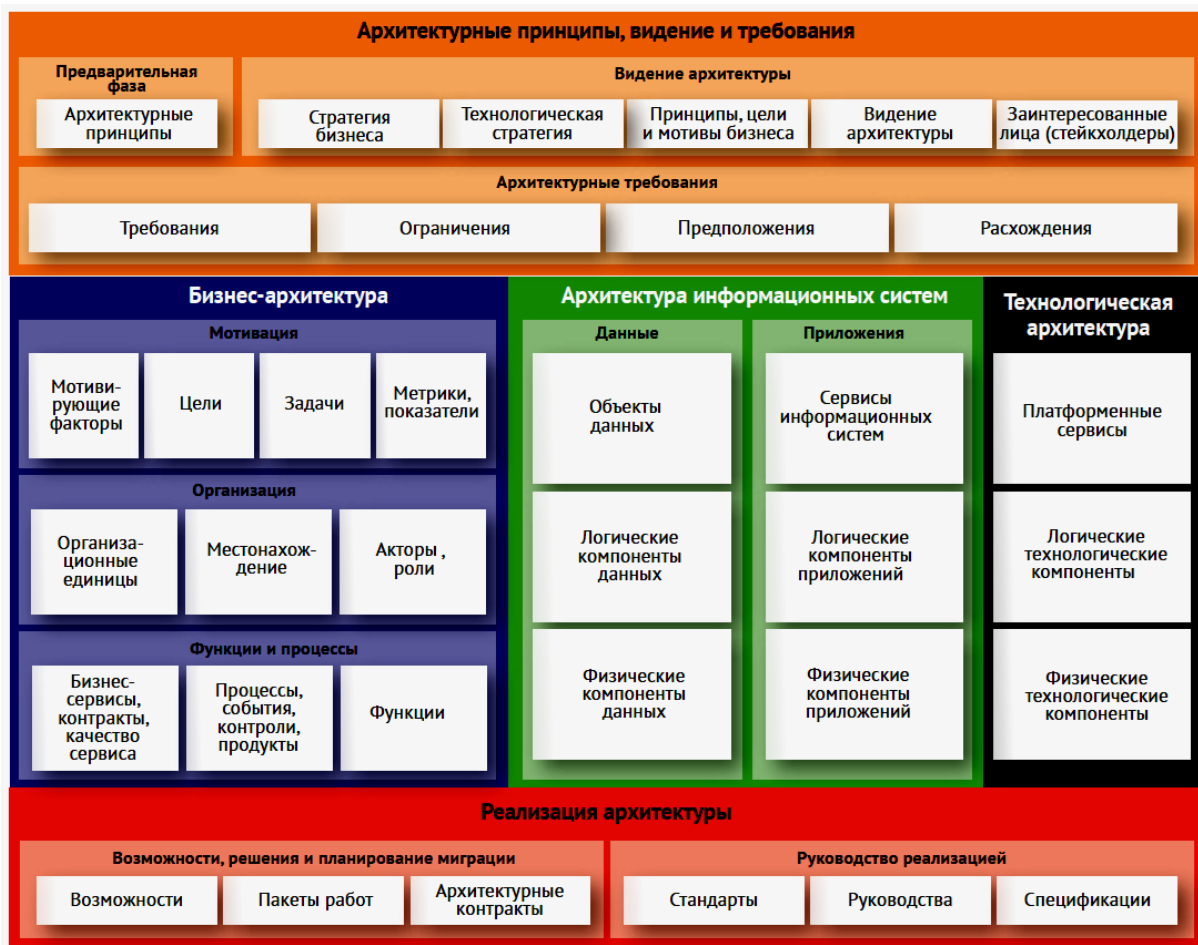 Архитектурные принципы, видение и требования
Предварительная
фаза
Архитектурные
принципы
Видение архитектуры
Стратегия
бизнеса
Технологическая
стратегия
Принципы, цели
и мотивы бизнеса
Видение
архитектуры
Заинтересованные
лица (стейкхолдеры)
Архитектурные требования
Требования
Ограничения
Предположения
Расхождения
Бизнес-архитектура
Мотивация
Мотиви-
рующие
факторы
Цели
Задачи
Метрики,
показатели
Организация
Организа-
ционные
единицы
Местонахож-
дение
Акторы ,
роли
Функции и процессы
Бизнес-
сервисы,
контракты,
качество
сервиса
Процессы,
события,
контроли,
продукты
Функции
Архитектура информационных систем
Данные
Объекты
данных
Логические
компоненты
данных
Физические
компоненты
данных
Приложения
Сервисы
информационных
систем
Логические
компоненты
приложений
Физические
компоненты
приложений
Технологическая
архитектура
Платформенные
сервисы
Логические
технологические
компоненты
Физические
технологические
компоненты
Реализация архитектуры
Возможности, решения и планирование миграции
Возможности
Пакеты работ
Архитектурные
контракты
Руководство реализацией
Стандарты
Руководства
Спецификации